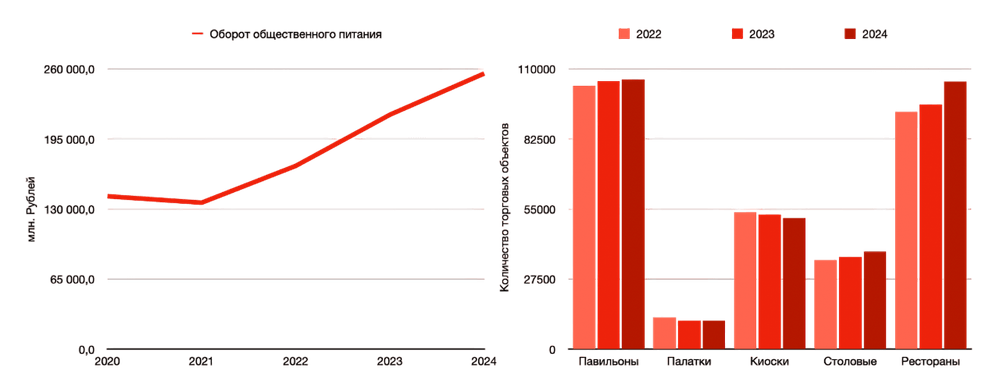 Оборот общественного питания
260 000,0
195 000,0
130 000,0
65 000,0
0,0
млн. Рублей
2020 2021 2022 2023 2024
2022 2023 2024
110000
82500
55000
27500
0
Количество торговых объектов
Павильоны Палатки Киоски Столовые Рестораны